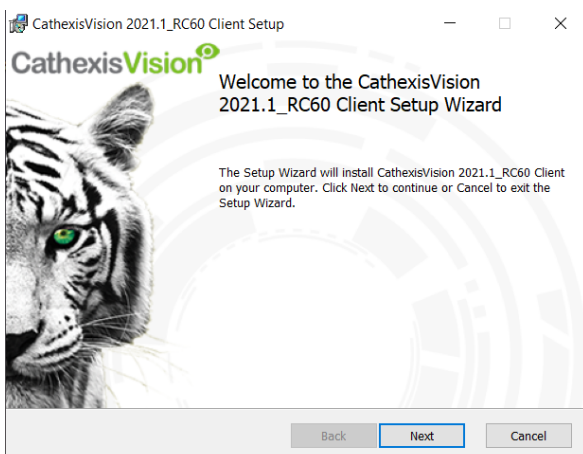 CathexisVision 2021.1_RC60 Client Setup
CathexisVision
Welcome to the CathexisVision
2021.1_RC60 Client Setup Wizard
The Setup Wizard will install CathexisVision 2021.1_RC60 Client
on your computer. Click Next to continue or Cancel to exit the
Setup Wizard.
Back
Next
Cancel